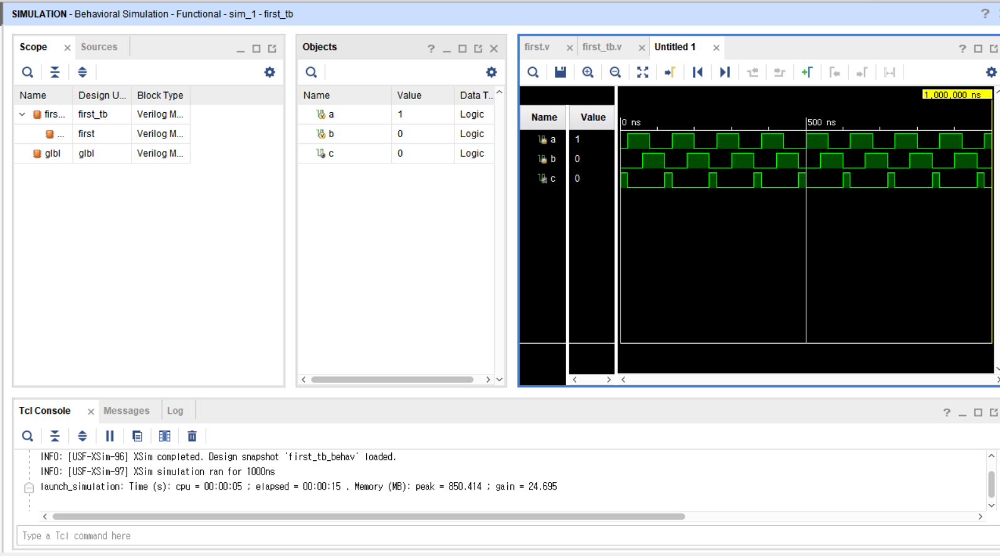 SIMULATION - Behavioral Simulation - Functional - sim_1 - first_tb
?
Scope
Sources
Name
Design U...
Block Type
firs...
first_tb
Verilog M...
...
first
Verilog M...
glbl
glbl
Verilog M...
Objects
?
Name
Value
Data T...
a
1
Logic
b
0
Logic
c
0
Logic
first.v
first_tb.v
Untitled 1
?
1,000,000 ns
Name
Value
0 ns
500 ns
a
1
b
0
c
0
Tcl Console
Messages
Log
?
INFO: [USF-XSim-96] XSim completed. Design snapshot 'first_tb_behav' loaded.
INFO: [USF-XSim-97] XSim simulation ran for 1000ns
launch_simulation: Time (s): cpu = 00:00:05 ; elapsed = 00:00:15 . Memory (MB): peak = 850.414 ; gain = 24.695
Type a Tcl command here